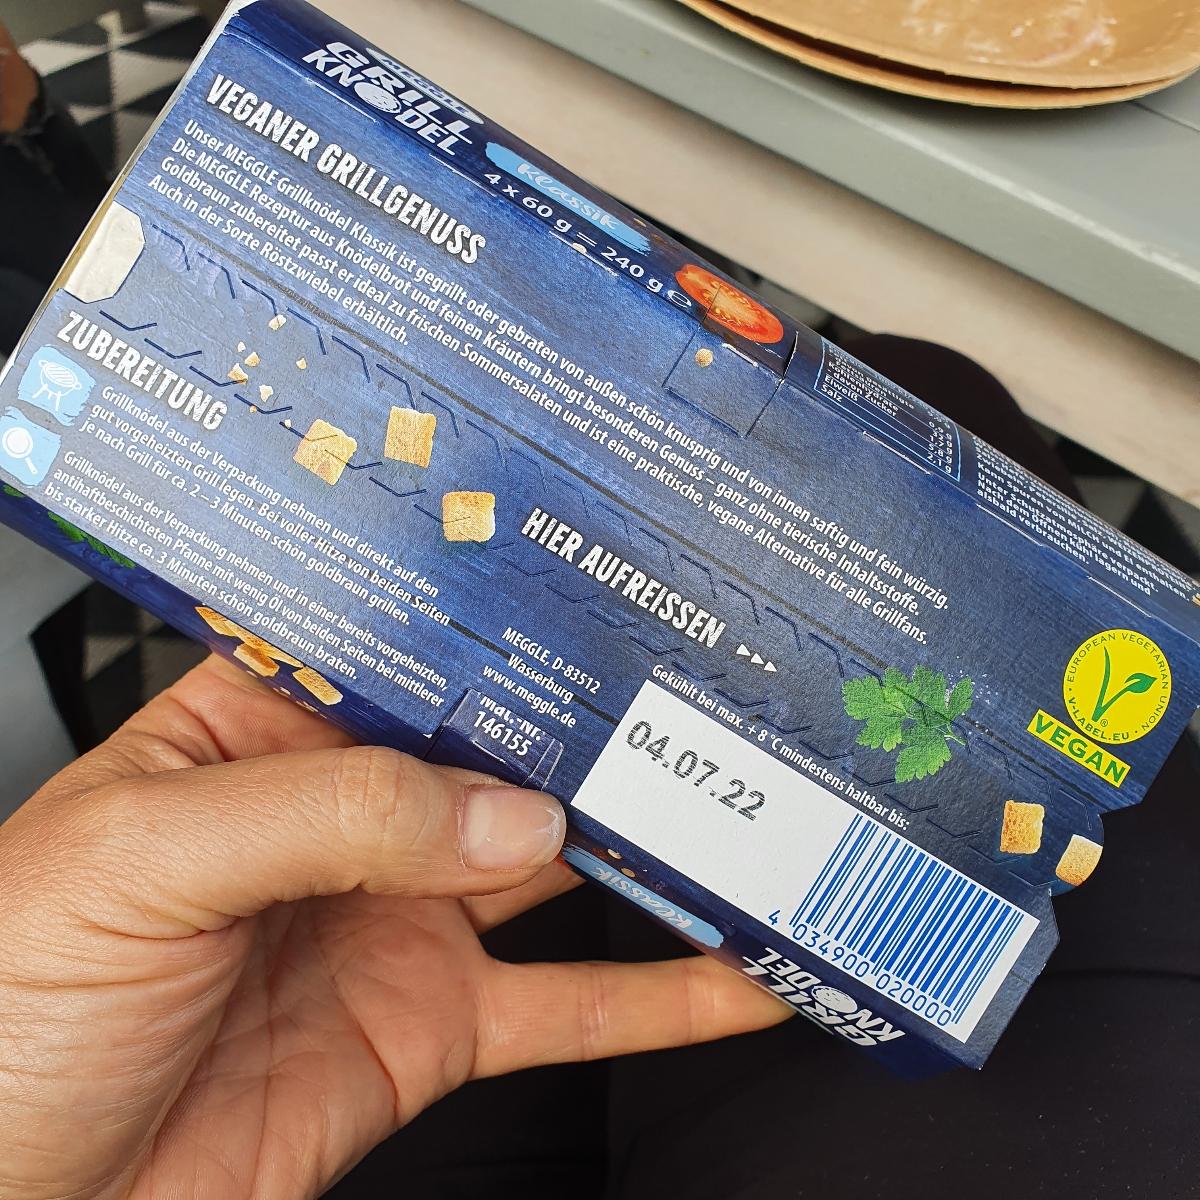 GRILL
KNÖDEL
Klassik
4 x 60 g = 240 g e
VEGANER GRILLGENUSS
Unser MEGGLE Grillknödel Klassik ist gegrillt oder gebraten von außen schön knusprig und von innen saftig und fein würzig.
Die MEGGLE Rezeptur aus Knödelbrot und feinen Kräutern bringt besonderen Genuss – ganz ohne tierische Inhaltsstoffe.
Goldbraun zubereitet passt er ideal zu frischen Sommersalaten und ist eine praktische, vegane Alternative für alle Grillfans.
Auch in der Sorte Röstzwiebel erhältlich.
davon Zucker
Eiweiß
Salz
HIER AUFREISSEN
ZUBEREITUNG
Grillknödel aus der Verpackung nehmen und direkt auf den
gut vorgeheizten Grill legen. Bei voller Hitze von beiden Seiten
je nach Grill für ca. 2 – 3 Minuten schön goldbraun grillen.
Grillknödel aus der Verpackung nehmen und in einer bereits vorgeheizten,
antihaftbeschichteten Pfanne mit wenig Öl von beiden Seiten bei mittlerer
bis starker Hitze ca. 3 Minuten schön goldbraun braten.
MEGGLE, D-83512
Wasserburg
www.meggle.de
Mat.-Nr.
146155
Gekühlt bei max. + 8 °C mindestens haltbar bis:
04.07.22
4 034900 020000
EUROPEAN VEGETARIAN UNION
V-LABEL.EU
®
VEGAN
Klassik
GRILL
KNÖDEL